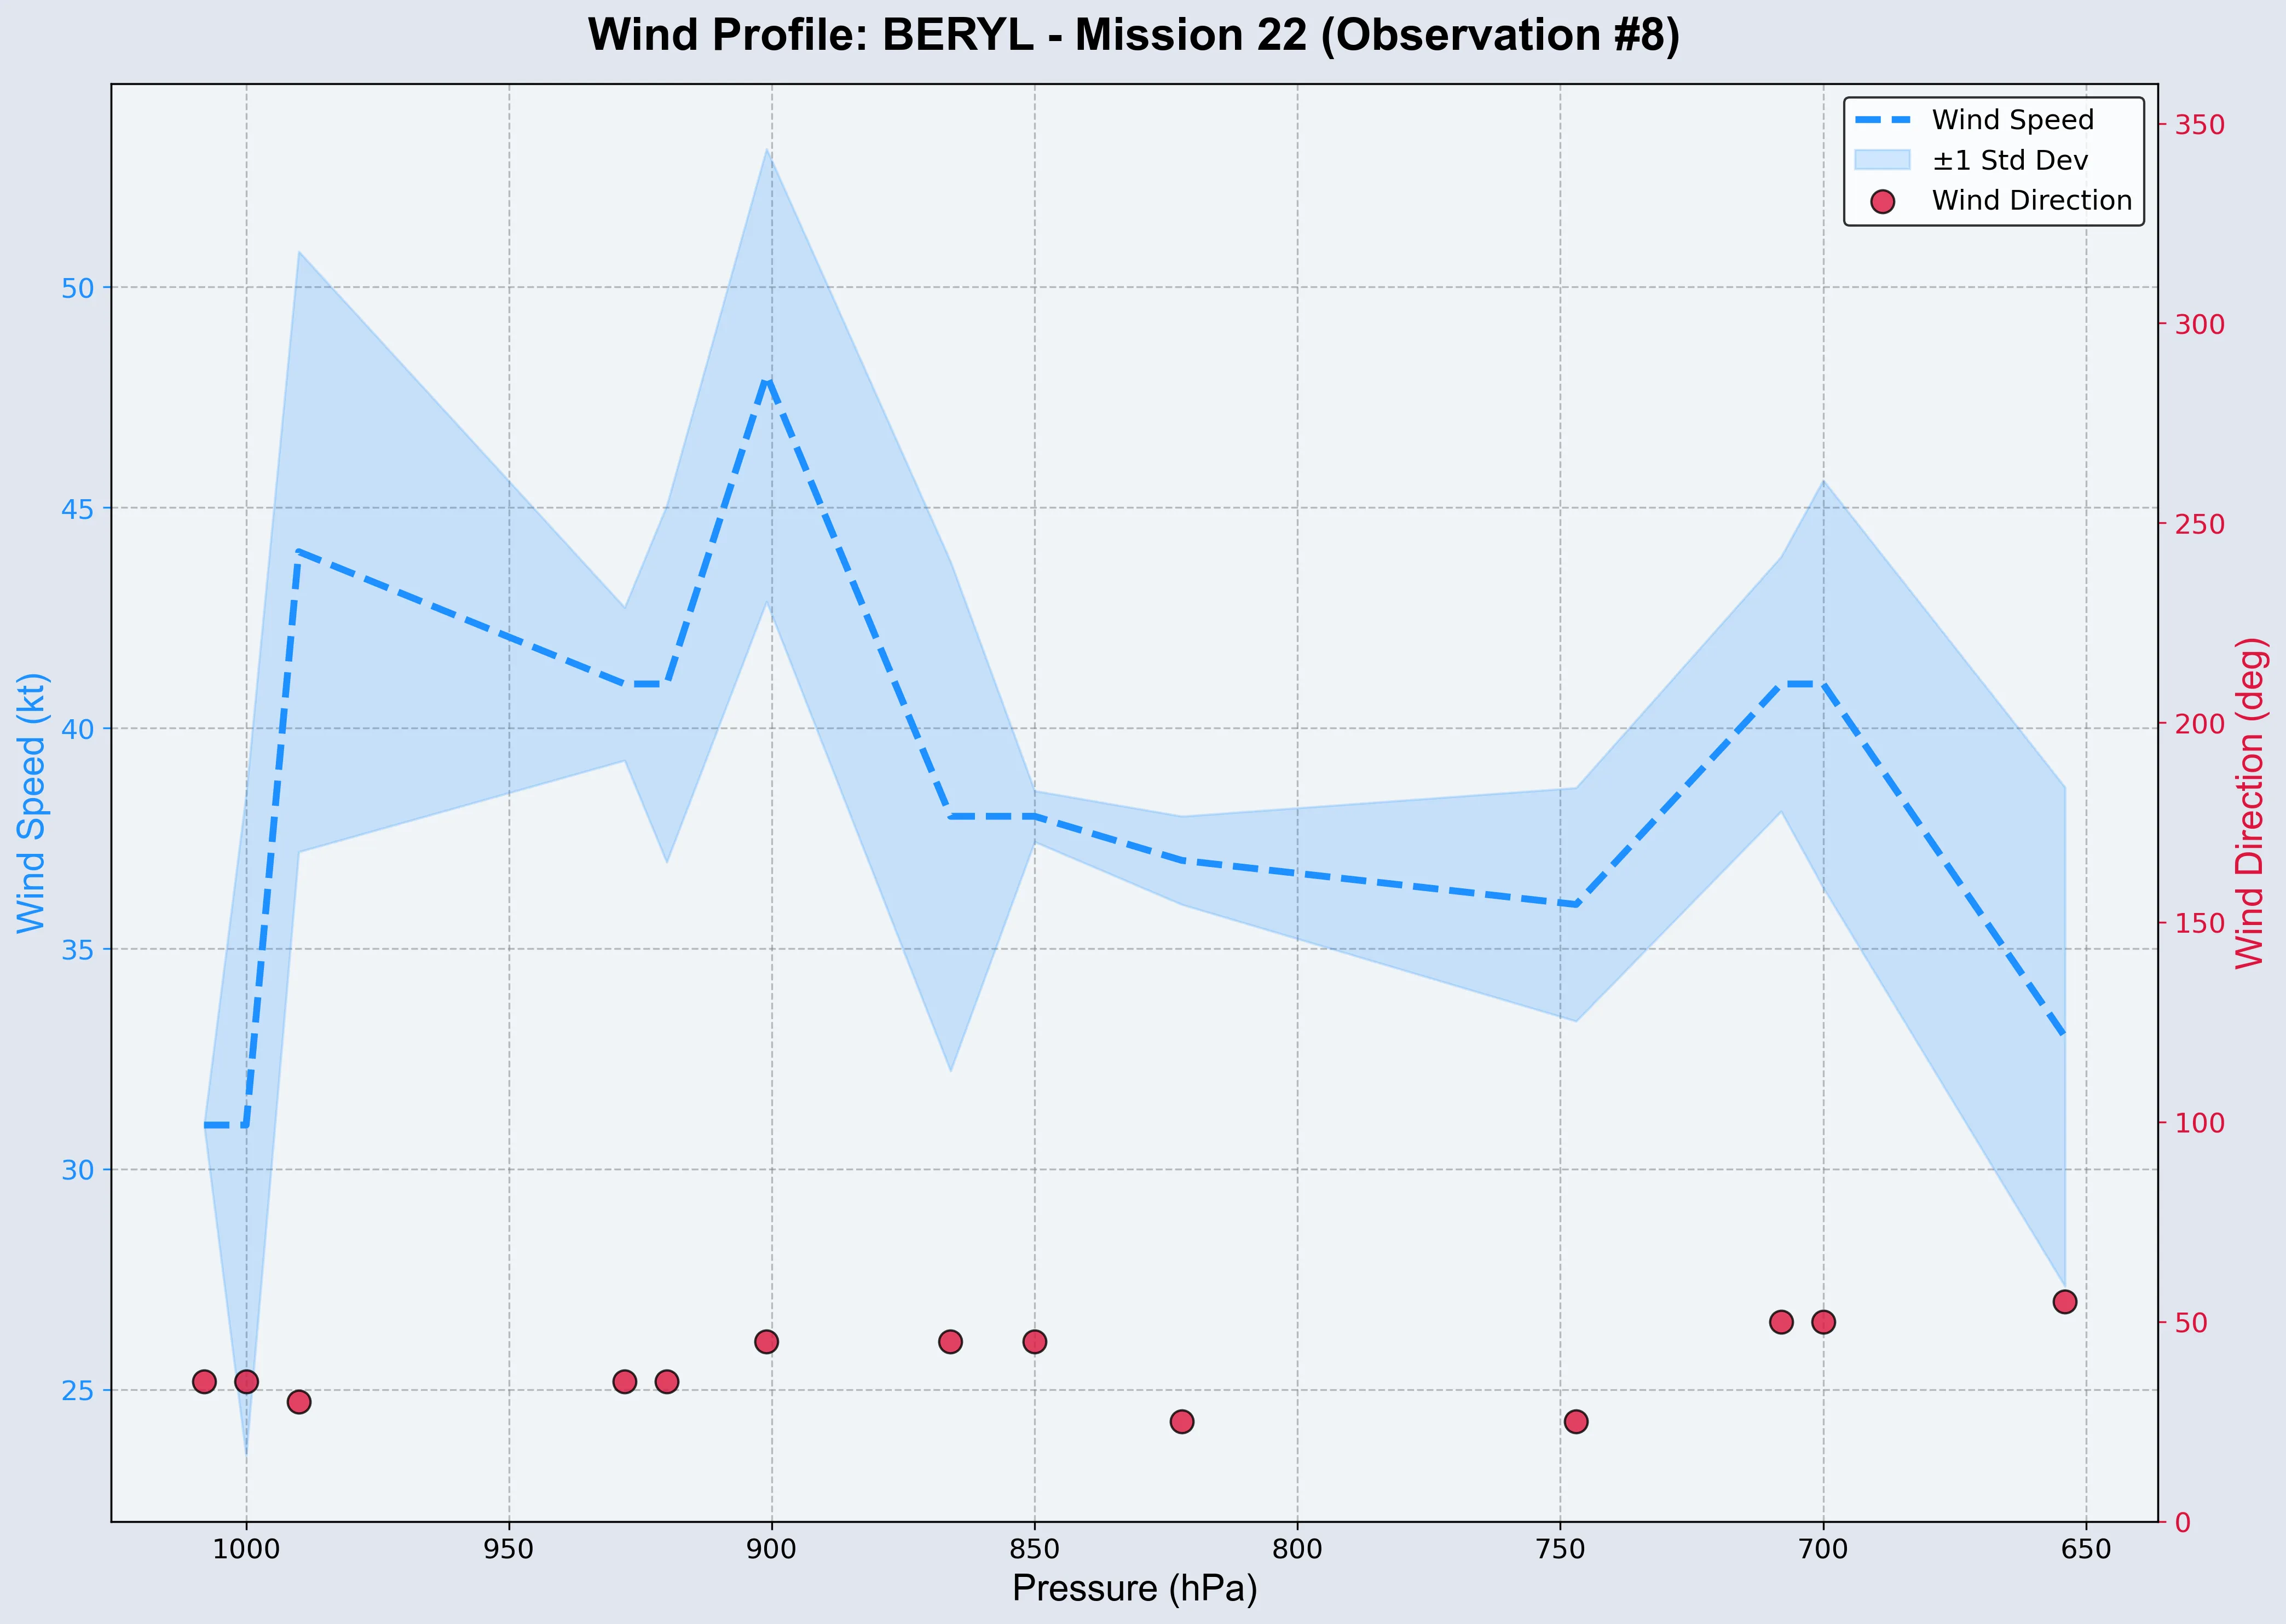 Wind Profile: BERYL - Mission 22 (Observation #8)
Wind Speed
±1 Std Dev
Wind Direction
Wind Speed (kt)
50
45
40
35
30
25
350
300
250
200
150
100
50
0
Wind Direction (deg)
1000 950 900 850 800 750 700 650
Pressure (hPa)